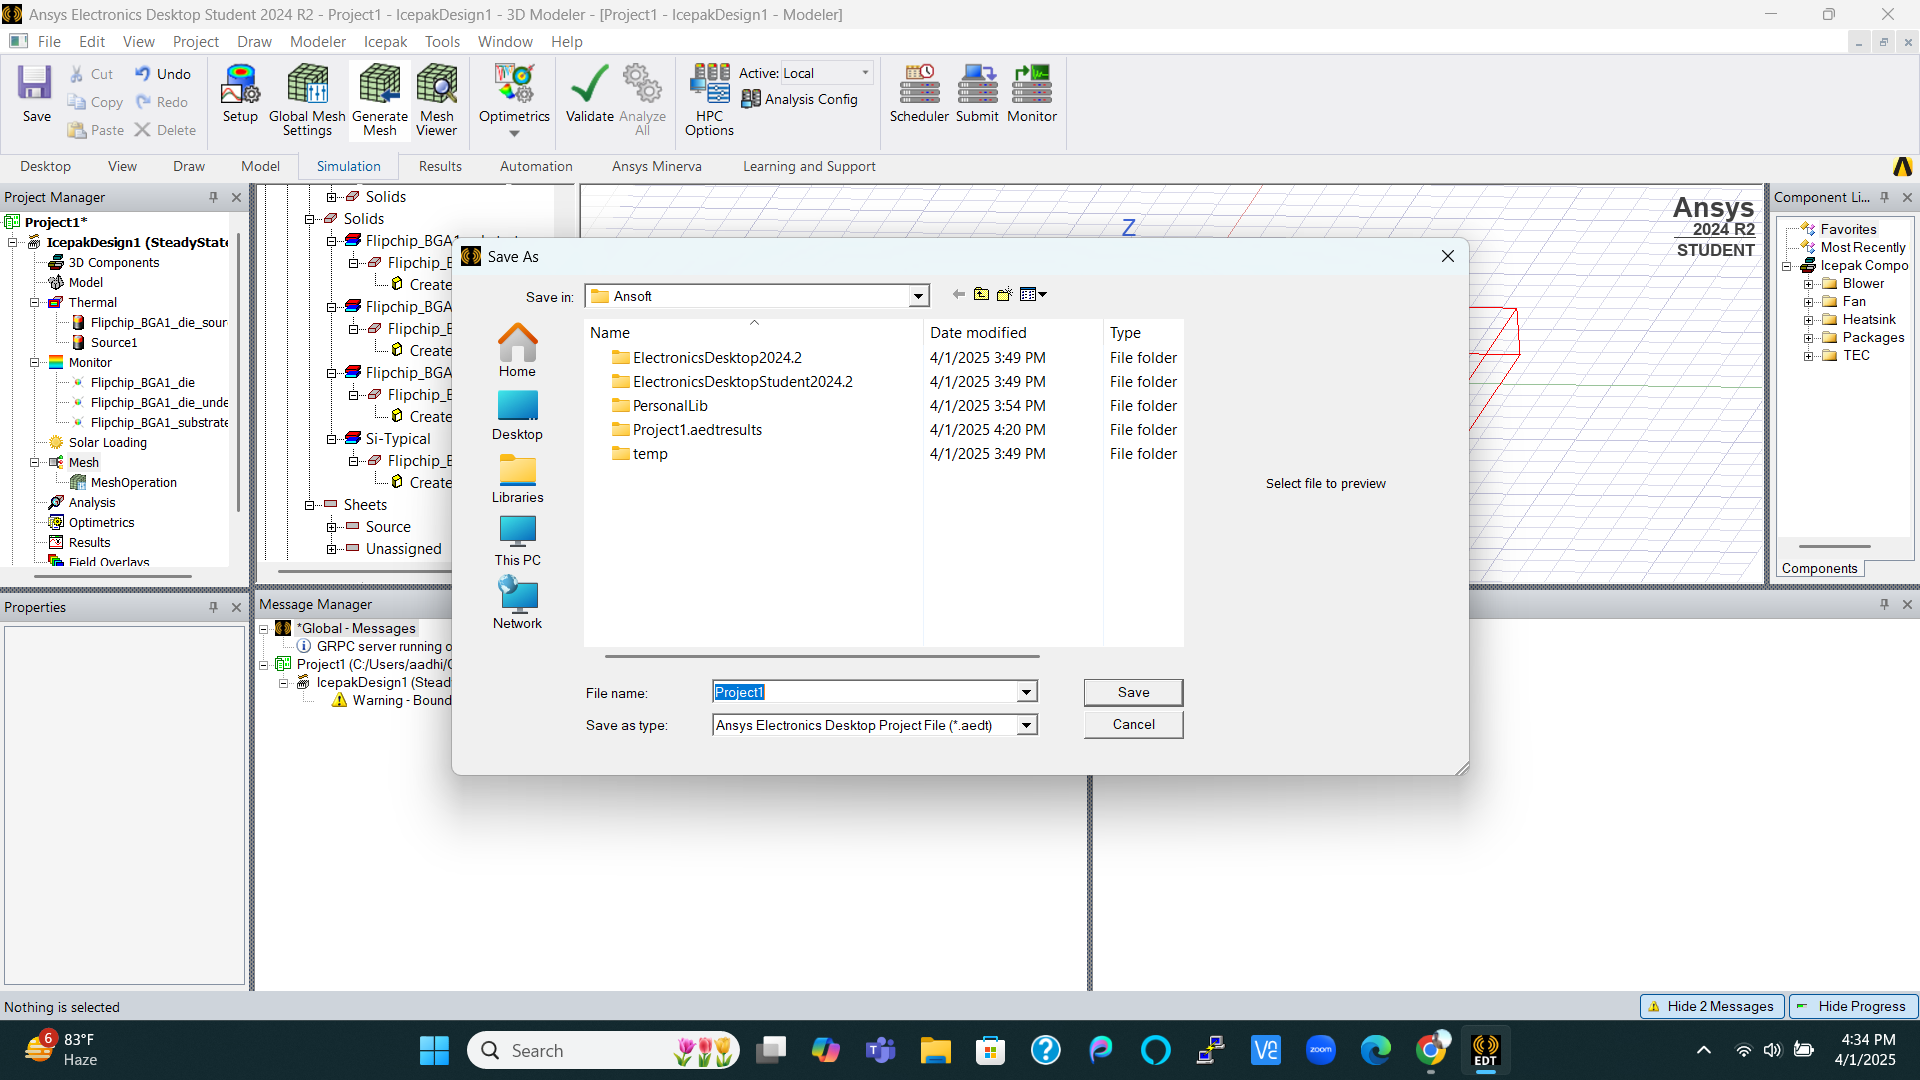 Ansys Electronics Desktop Student 2024 R2 - Project1 - IcepakDesign1 - 3D Modeler - [Project1 - IcepakDesign1 - Modeler]
File Edit View Project Draw Modeler Icepak Tools Window Help
Save
Cut
Copy
Paste
Undo
Redo
Delete
Setup
Global Mesh Settings
Generate Mesh
Mesh Viewer
Optimetrics
Validate
Analyze All
HPC Options
Active: Local
Analysis Config
Scheduler
Submit
Monitor
Desktop View Draw Model Simulation Results Automation Ansys Minerva Learning and Support
Project Manager
Project1*
IcepakDesign1 (SteadyState
3D Components
Model
Thermal
Flipchip_BGA1_die_sour
Source1
Monitor
Flipchip_BGA1_die
Flipchip_BGA1_die_unde
Flipchip_BGA1_substrate
Solar Loading
Mesh
MeshOperation
Analysis
Optimetrics
Results
Field Overlays
Solids
Solids
Flipchip_BGA1
Flipchip_B
Create
Flipchip_BGA
Flipchip_B
Create
Flipchip_BGA
Flipchip_B
Create
Si-Typical
Flipchip_B
Create
Sheets
Source
Unassigned
Z
Ansys
2024 R2
STUDENT
Component Li...
Favorites
Most Recently
Icepak Compo
Blower
Fan
Heatsink
Packages
TEC
Components
Save As
Save in: Ansoft
Home
Desktop
Libraries
This PC
Network
Name Date modified Type
ElectronicsDesktop2024.2 4/1/2025 3:49 PM File folder
ElectronicsDesktopStudent2024.2 4/1/2025 3:49 PM File folder
PersonalLib 4/1/2025 3:54 PM File folder
Project1.aedtresults 4/1/2025 4:20 PM File folder
temp 4/1/2025 3:49 PM File folder
Select file to preview
File name: Project1
Save
Save as type: Ansys Electronics Desktop Project File (*.aedt)
Cancel
Properties
Message Manager
*Global - Messages
GRPC server running o
Project1 (C:/Users/aadhi/
IcepakDesign1 (Stead
Warning - Bound
Nothing is selected
Hide 2 Messages
Hide Progress
6
83°F
Haze
Search
zoom
EDT
4:34 PM
4/1/2025